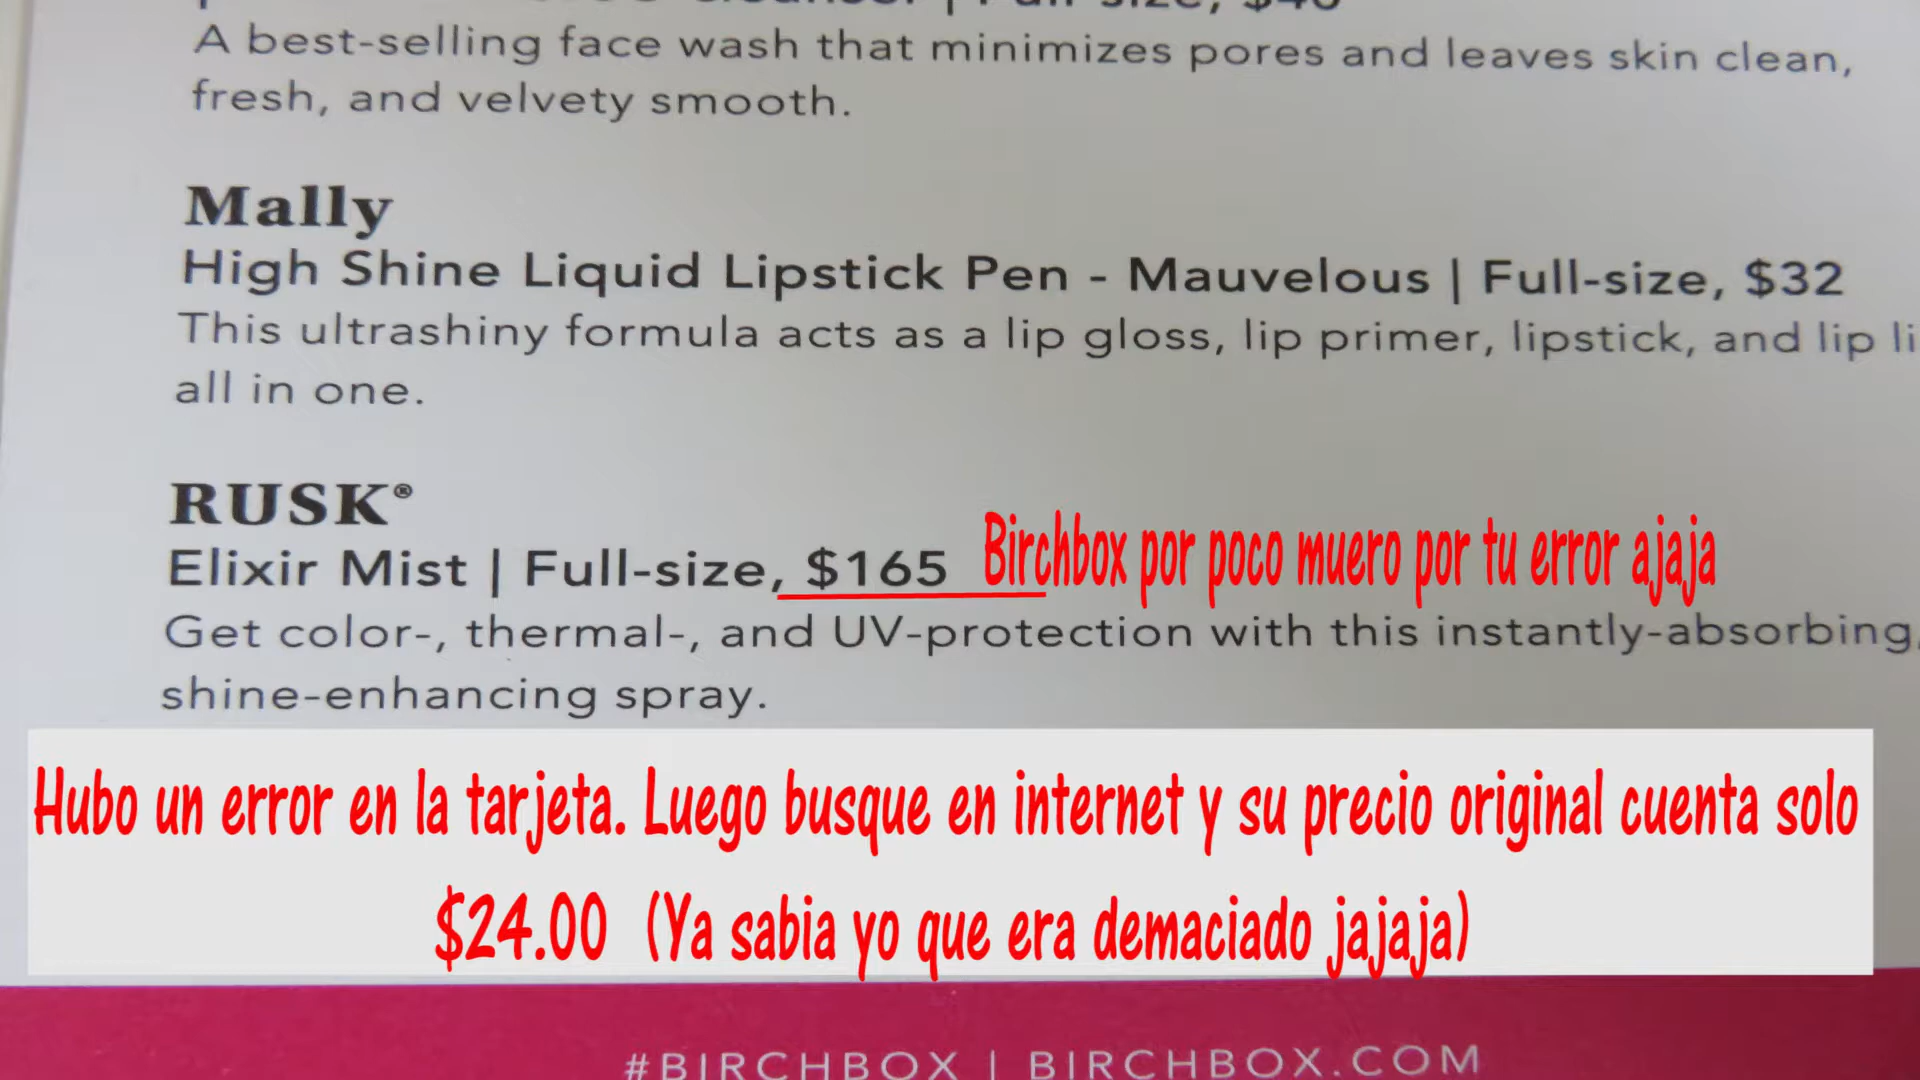 Full-size, $40
A best-selling face wash that minimizes pores and leaves skin clean,
fresh, and velvety smooth.
Mally
High Shine Liquid Lipstick Pen - Mauvelous | Full-size, $32
This ultrashiny formula acts as a lip gloss, lip primer, lipstick, and lip li
all in one.
RUSK®
Elixir Mist | Full-size, $165 Birchbox por poco muero por tu error ajaja
Get color-, thermal-, and UV-protection with this instantly-absorbing,
shine-enhancing spray.
Hubo un error en la tarjeta. Luego busque en internet y su precio original cuenta solo
$24.00 (Ya sabia yo que era demaciado jajaja)
#BIRCHBOX | BIRCHBOX.COM